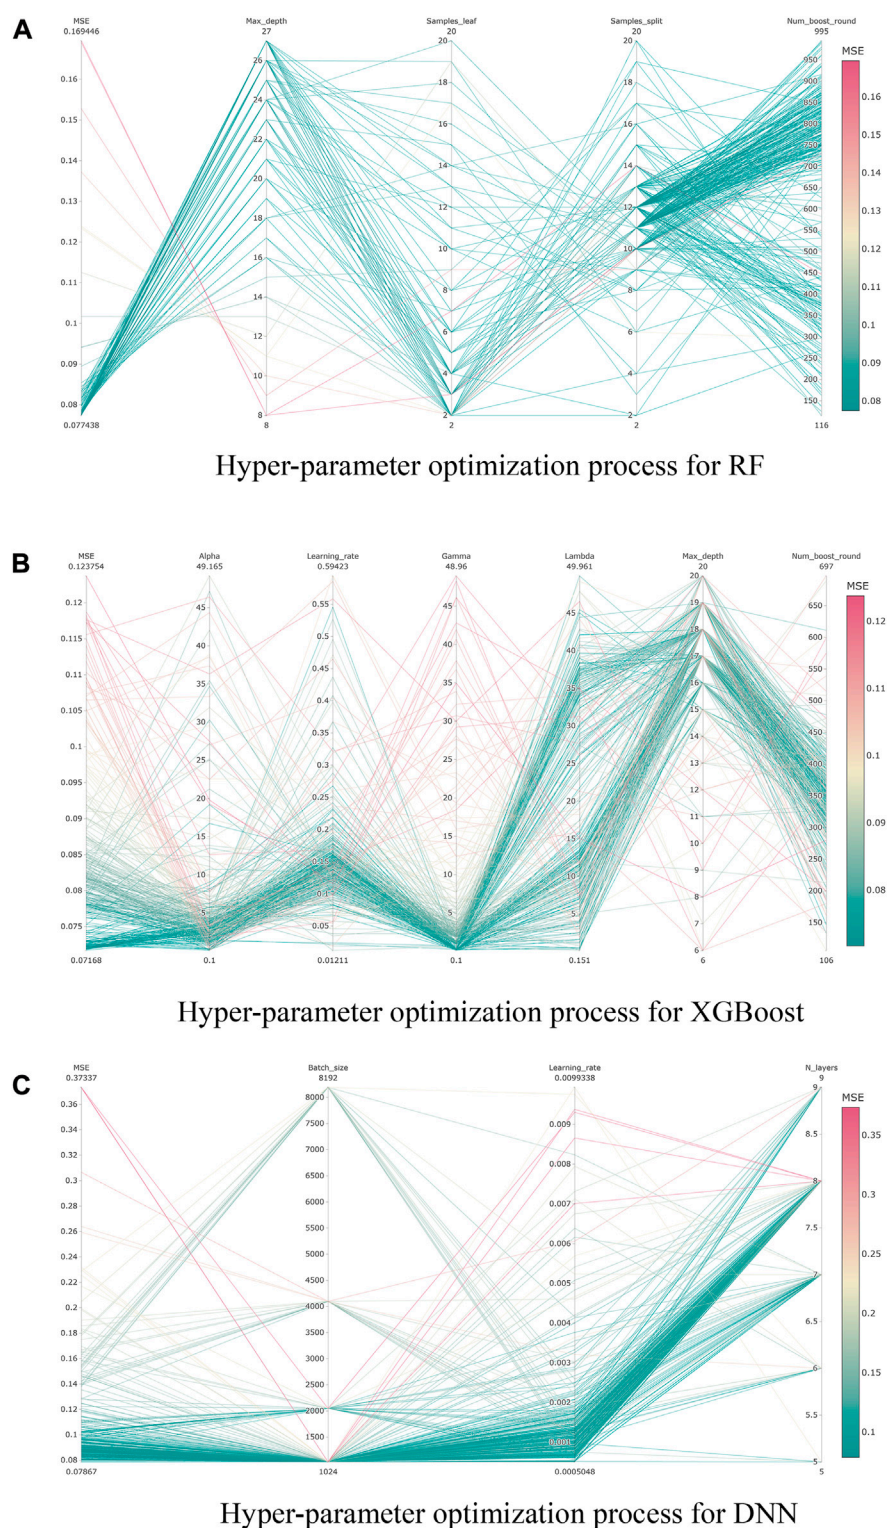 A
MSE Max_depth Samples_leaf Samples_split Num_boost_round
0.169446 27 20 20 995
MSE
0.16 0.15 0.14 0.13 0.12 0.11 0.1 0.09 0.08
26 24 22 20 18 16 14 12 10 8
20 18 16 14 12 10 8 6 4 2
20 18 16 14 12 10 8 6 4 2
950 900 850 800 750 700 650 600 550 500 450 400 350 300 250 200 150
0.16 0.15 0.14 0.13 0.12 0.11 0.1 0.09 0.08
0.077438 8 2 2 116
Hyper-parameter optimization process for RF
B
MSE Alpha Learning_rate Gamma Lambda Max_depth Num_boost_round
0.123754 49.165 0.59423 48.96 49.961 20 697
MSE
0.12 0.115 0.11 0.105 0.1 0.095 0.09 0.085 0.08 0.075
45 40 35 30 25 20 15 10 5
0.55 0.5 0.45 0.4 0.35 0.3 0.25 0.2 0.15 0.1 0.05
45 40 35 30 25 20 15 10 5
45 40 35 30 25 20 15 10 5
20 19 18 17 16 15 14 13 12 11 10 9 8 7 6
650 600 550 500 450 400 350 300 250 200 150
0.12 0.11 0.1 0.09 0.08
0.07168 0.1 0.01211 0.1 0.151 6 106
Hyper-parameter optimization process for XGBoost
C
MSE Batch_size Learning_rate N_layers
0.37337 8192 0.0099338 9
MSE
0.36 0.34 0.32 0.3 0.28 0.26 0.24 0.22 0.2 0.18 0.16 0.14 0.12 0.1 0.08
8000 7500 7000 6500 6000 5500 5000 4500 4000 3500 3000 2500 2000 1500
0.009 0.008 0.007 0.006 0.005 0.004 0.003 0.002 0.001
9 8.5 8 7.5 7 6.5 6 5.5 5
0.35 0.3 0.25 0.2 0.15 0.1
0.07867 1024 0.0005048 5
Hyper-parameter optimization process for DNN